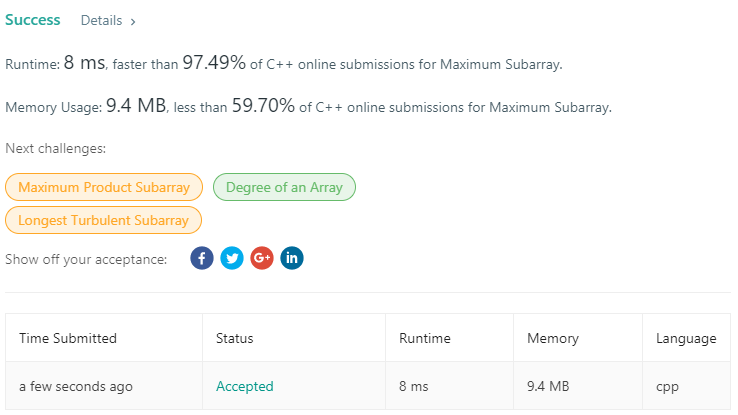 Success Details >
Runtime: 8 ms, faster than 97.49% of C++ online submissions for Maximum Subarray.
Memory Usage: 9.4 MB, less than 59.70% of C++ online submissions for Maximum Subarray.
Next challenges:
Maximum Product Subarray Degree of an Array
Longest Turbulent Subarray
Show off your acceptance: f G+ in
Time Submitted Status Runtime Memory Language
a few seconds ago Accepted 8 ms 9.4 MB cpp